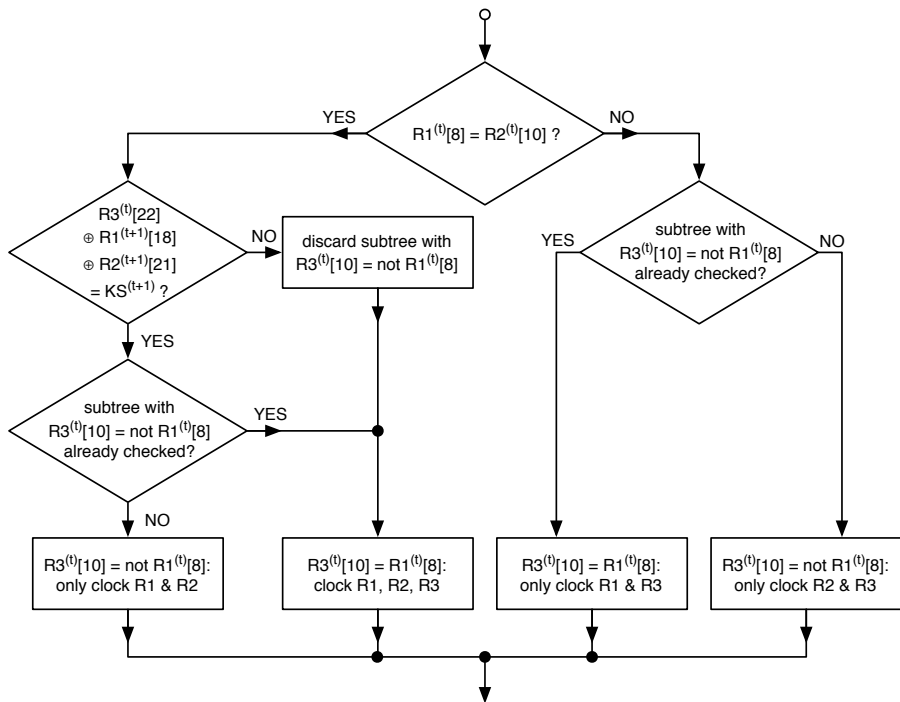 R1⁽ᵗ⁾[8] = R2⁽ᵗ⁾[10] ?
YES
NO
R3⁽ᵗ⁾[22]
⊕ R1⁽ᵗ⁺¹⁾[18]
⊕ R2⁽ᵗ⁺¹⁾[21]
= KS⁽ᵗ⁺¹⁾ ?
NO
discard subtree with
R3⁽ᵗ⁾[10] = not R1⁽ᵗ⁾[8]
YES
subtree with
R3⁽ᵗ⁾[10] = not R1⁽ᵗ⁾[8]
already checked?
NO
YES
subtree with
R3⁽ᵗ⁾[10] = not R1⁽ᵗ⁾[8]
already checked?
YES
NO
R3⁽ᵗ⁾[10] = not R1⁽ᵗ⁾[8]:
only clock R1 & R2
R3⁽ᵗ⁾[10] = R1⁽ᵗ⁾[8]:
clock R1, R2, R3
R3⁽ᵗ⁾[10] = R1⁽ᵗ⁾[8]:
only clock R1 & R3
R3⁽ᵗ⁾[10] = not R1⁽ᵗ⁾[8]:
only clock R2 & R3